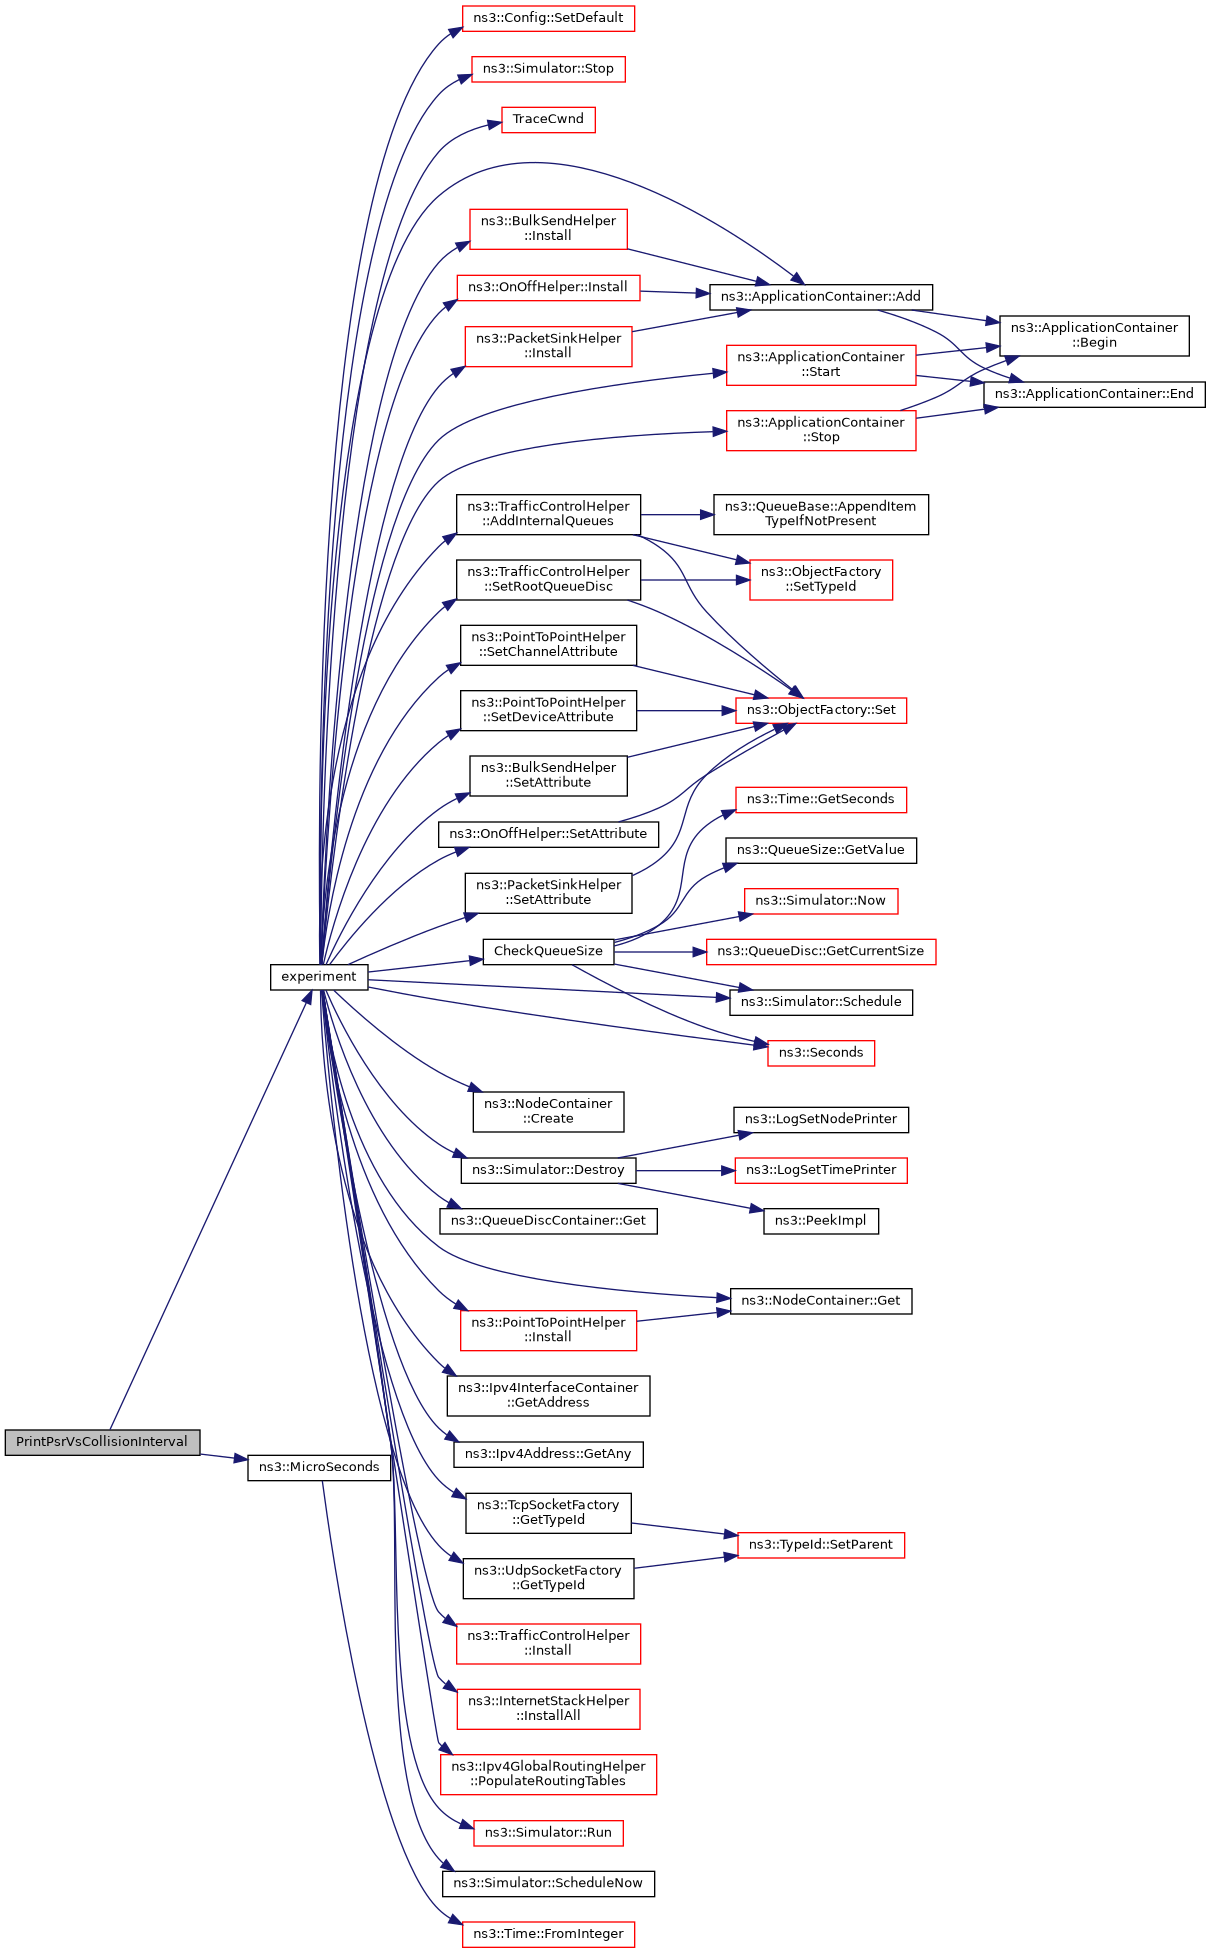 ns3::Config::SetDefault
ns3::Simulator::Stop
TraceCwnd
ns3::BulkSendHelper
::Install
ns3::OnOffHelper::Install
ns3::ApplicationContainer::Add
ns3::ApplicationContainer
::Begin
ns3::PacketSinkHelper
::Install
ns3::ApplicationContainer
::Start
ns3::ApplicationContainer::End
ns3::ApplicationContainer
::Stop
ns3::TrafficControlHelper
::AddInternalQueues
ns3::QueueBase::AppendItem
TypeIfNotPresent
ns3::TrafficControlHelper
::SetRootQueueDisc
ns3::ObjectFactory
::SetTypeId
ns3::PointToPointHelper
::SetChannelAttribute
ns3::PointToPointHelper
::SetDeviceAttribute
ns3::ObjectFactory::Set
ns3::BulkSendHelper
::SetAttribute
ns3::Time::GetSeconds
ns3::OnOffHelper::SetAttribute
ns3::QueueSize::GetValue
ns3::PacketSinkHelper
::SetAttribute
ns3::Simulator::Now
CheckQueueSize
ns3::QueueDisc::GetCurrentSize
experiment
ns3::Simulator::Schedule
ns3::Seconds
ns3::NodeContainer
::Create
ns3::LogSetNodePrinter
ns3::Simulator::Destroy
ns3::LogSetTimePrinter
ns3::QueueDiscContainer::Get
ns3::PeekImpl
ns3::NodeContainer::Get
ns3::PointToPointHelper
::Install
ns3::Ipv4InterfaceContainer
::GetAddress
PrintPsrVsCollisionInterval
ns3::Ipv4Address::GetAny
ns3::MicroSeconds
ns3::TcpSocketFactory
::GetTypeId
ns3::TypeId::SetParent
ns3::UdpSocketFactory
::GetTypeId
ns3::TrafficControlHelper
::Install
ns3::InternetStackHelper
::InstallAll
ns3::Ipv4GlobalRoutingHelper
::PopulateRoutingTables
ns3::Simulator::Run
ns3::Simulator::ScheduleNow
ns3::Time::FromInteger